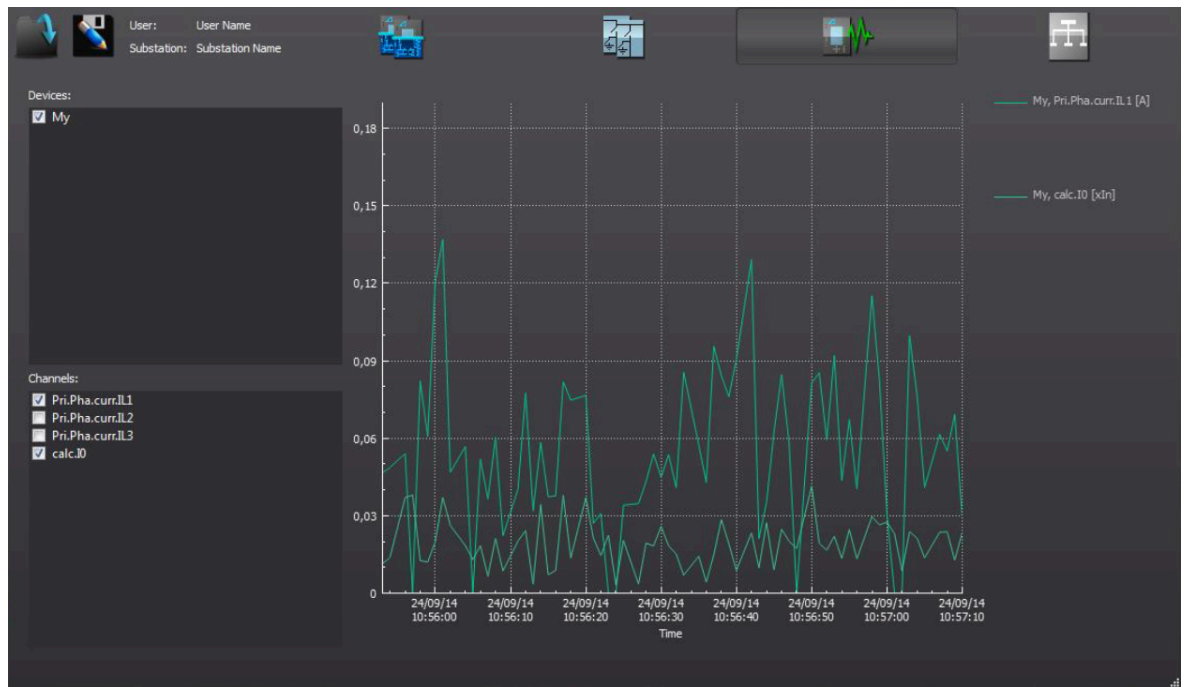 User: User Name
Substation: Substation Name
Devices:
My
Channels:
Pri.Pha.curr.IL1
Pri.Pha.curr.IL2
Pri.Pha.curr.IL3
calc.I0
0,18
0,15
0,12
0,09
0,06
0,03
0
24/09/14 24/09/14 24/09/14 24/09/14 24/09/14 24/09/14 24/09/14 24/09/14
10:56:00 10:56:10 10:56:20 10:56:30 10:56:40 10:56:50 10:57:00 10:57:10
Time
My, Pri.Pha.curr.IL1 [A]
My, calc.I0 [xIn]